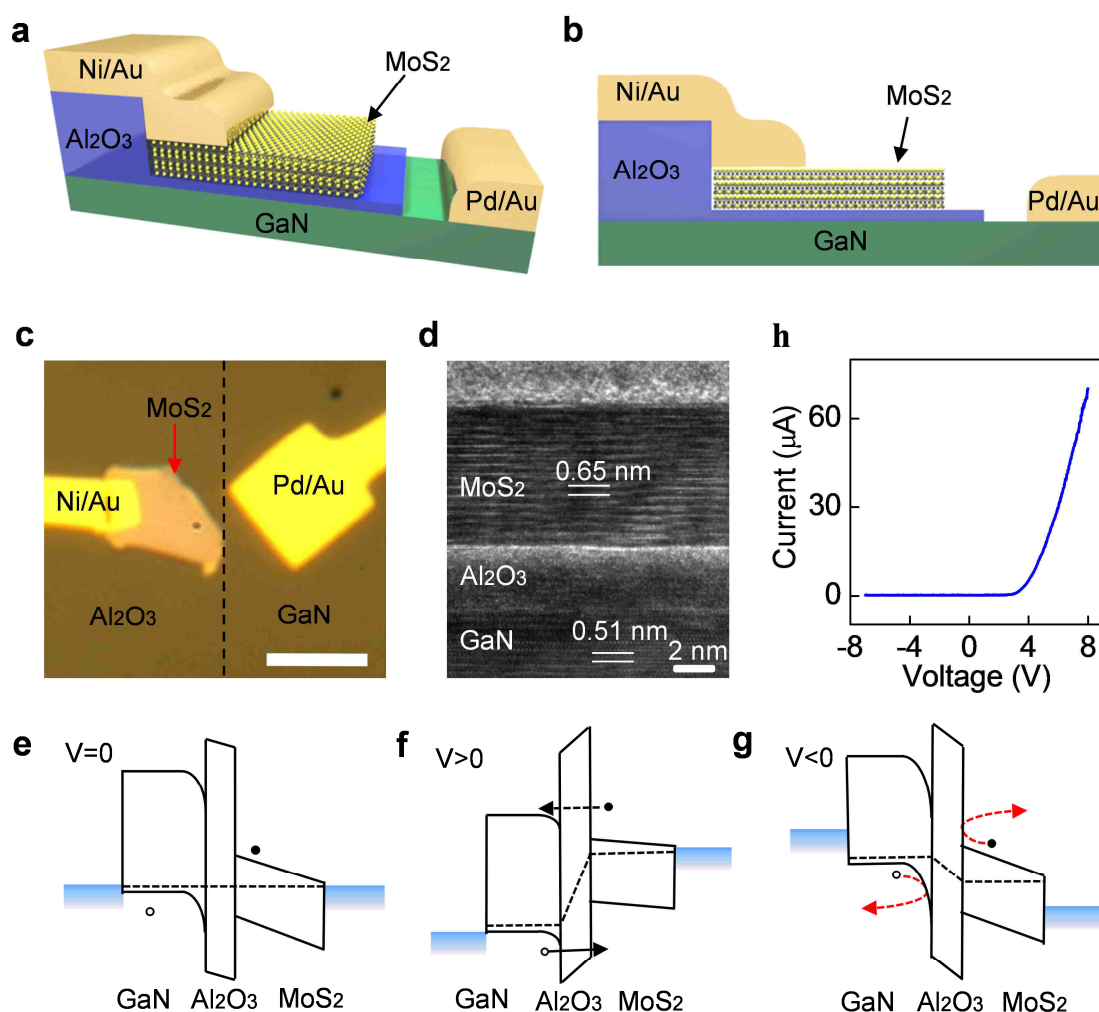 a
Ni/Au
MoS2
Al2O3
GaN
Pd/Au
b
Ni/Au
MoS2
Al2O3
Pd/Au
GaN
c
MoS2
Ni/Au
Pd/Au
Al2O3
GaN
d
0.65 nm
MoS2
Al2O3
0.51 nm
GaN
2 nm
h
Current (μA)
60
30
0
-8 -4 0 4 8
Voltage (V)
e
V=0
GaN Al2O3 MoS2
f
V>0
GaN Al2O3 MoS2
g
V<0
GaN Al2O3 MoS2